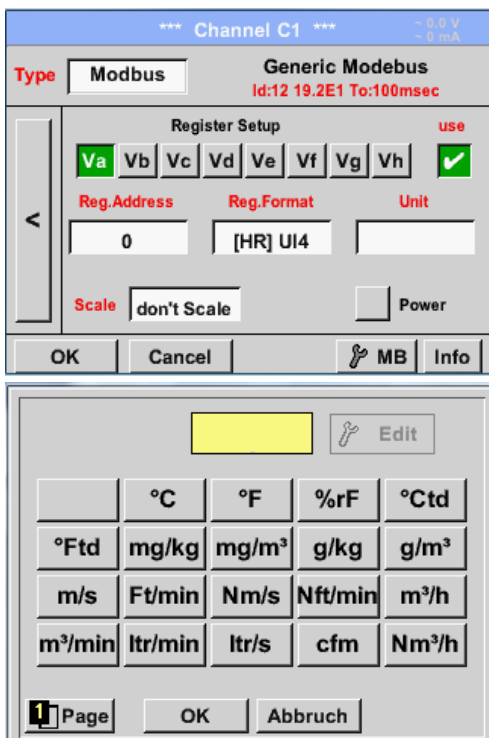 *** Channel C1 ***
~ 0.0 V
~ 0 mA
Type Modbus Generic Modebus
Id:12 19.2E1 To:100msec
Register Setup use
Va Vb Vc Vd Ve Vf Vg Vh
Reg.Address Reg.Format Unit
< 0 [HR] UI4
Scale don't Scale Power
OK Cancel MB Info
Edit
°C °F %rF °Ctd
°Ftd mg/kg mg/m³ g/kg g/m³
m/s Ft/min Nm/s Nft/min m³/h
m³/min ltr/min ltr/s cfm Nm³/h
1 Page OK Abbruch